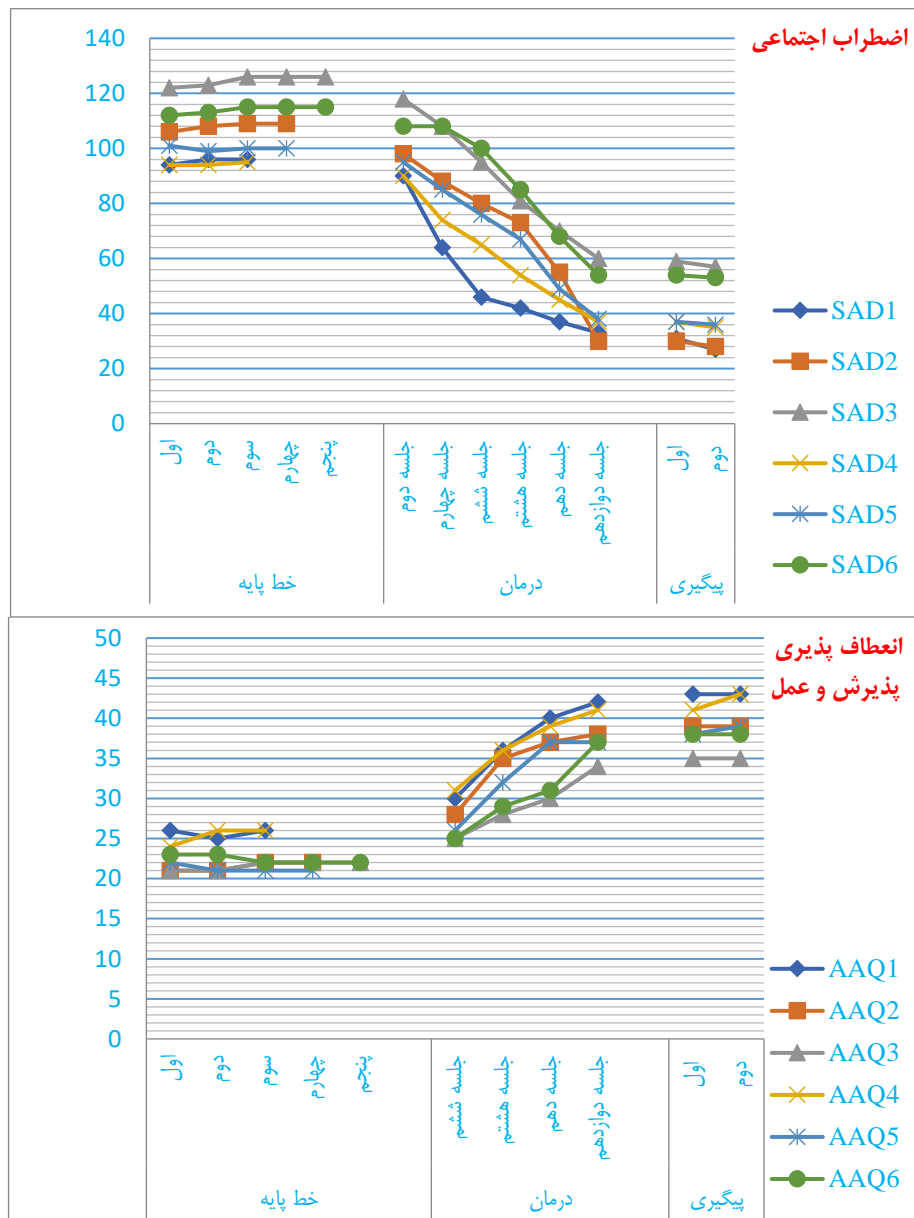 اضطراب اجتماعی
140
120
100
80
60
40
20
0
SAD1
SAD2
SAD3
SAD4
SAD5
SAD6
اول
دوم
سوم
چهارم
پنجم
جلسه دوم
جلسه چهارم
جلسه ششم
جلسه هشتم
جلسه دهم
جلسه دوازدهم
اول
دوم
خط پایه
درمان
پیگیری
انعطاف پذیری
پذیرش و عمل
50
45
40
35
30
25
20
15
10
5
0
AAQ1
AAQ2
AAQ3
AAQ4
AAQ5
AAQ6
اول
دوم
سوم
چهارم
پنجم
جلسه ششم
جلسه هشتم
جلسه دهم
جلسه دوازدهم
اول
دوم
خط پایه
درمان
پیگیری